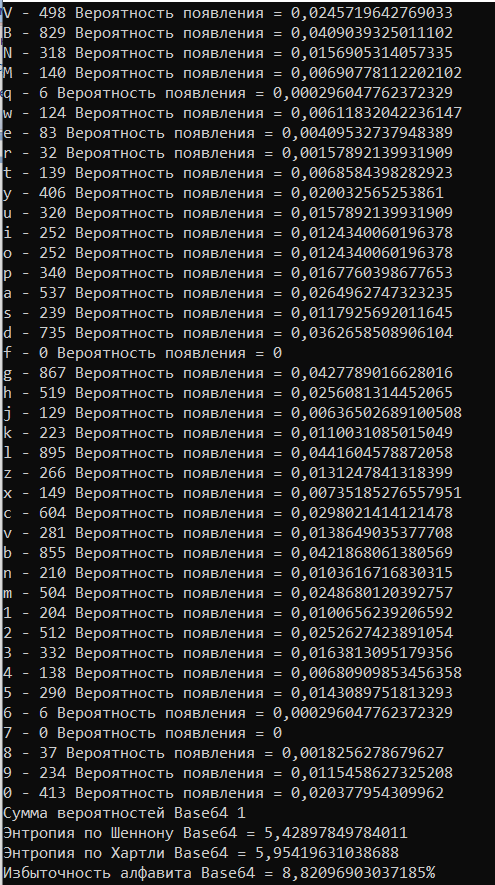 V - 498 Вероятность появления = 0,0245719642769033
B - 829 Вероятность появления = 0,0409039325011102
N - 318 Вероятность появления = 0,0156905314057335
M - 140 Вероятность появления = 0,00690778112202102
q - 6 Вероятность появления = 0,000296047762372329
w - 124 Вероятность появления = 0,00611832042236147
e - 83 Вероятность появления = 0,00409532737948389
r - 32 Вероятность появления = 0,00157892139931909
t - 139 Вероятность появления = 0,0068584398282923
y - 406 Вероятность появления = 0,020032565253861
u - 320 Вероятность появления = 0,0157892139931909
i - 252 Вероятность появления = 0,0124340060196378
o - 252 Вероятность появления = 0,0124340060196378
p - 340 Вероятность появления = 0,0167760398677653
a - 537 Вероятность появления = 0,0264962747323235
s - 239 Вероятность появления = 0,0117925692011645
d - 735 Вероятность появления = 0,0362658508906104
f - 0 Вероятность появления = 0
g - 867 Вероятность появления = 0,0427789016628016
h - 519 Вероятность появления = 0,0256081314452065
j - 129 Вероятность появления = 0,00636502689100508
k - 223 Вероятность появления = 0,0110031085015049
l - 895 Вероятность появления = 0,0441604578872058
z - 266 Вероятность появления = 0,0131247841318399
x - 149 Вероятность появления = 0,00735185276557951
c - 604 Вероятность появления = 0,0298021414121478
v - 281 Вероятность появления = 0,0138649035377708
b - 855 Вероятность появления = 0,0421868061380569
n - 210 Вероятность появления = 0,0103616716830315
m - 504 Вероятность появления = 0,0248680120392757
1 - 204 Вероятность появления = 0,0100656239206592
2 - 512 Вероятность появления = 0,0252627423891054
3 - 332 Вероятность появления = 0,0163813095179356
4 - 138 Вероятность появления = 0,00680909853456358
5 - 290 Вероятность появления = 0,0143089751813293
6 - 6 Вероятность появления = 0,000296047762372329
7 - 0 Вероятность появления = 0
8 - 37 Вероятность появления = 0,0018256278679627
9 - 234 Вероятность появления = 0,0115458627325208
0 - 413 Вероятность появления = 0,020377954309962
Сумма вероятностей Base64 1
Энтропия по Шеннону Base64 = 5,42897849784011
Энтропия по Хартли Base64 = 5,95419631038688
Избыточность алфавита Base64 = 8,82096903037185%